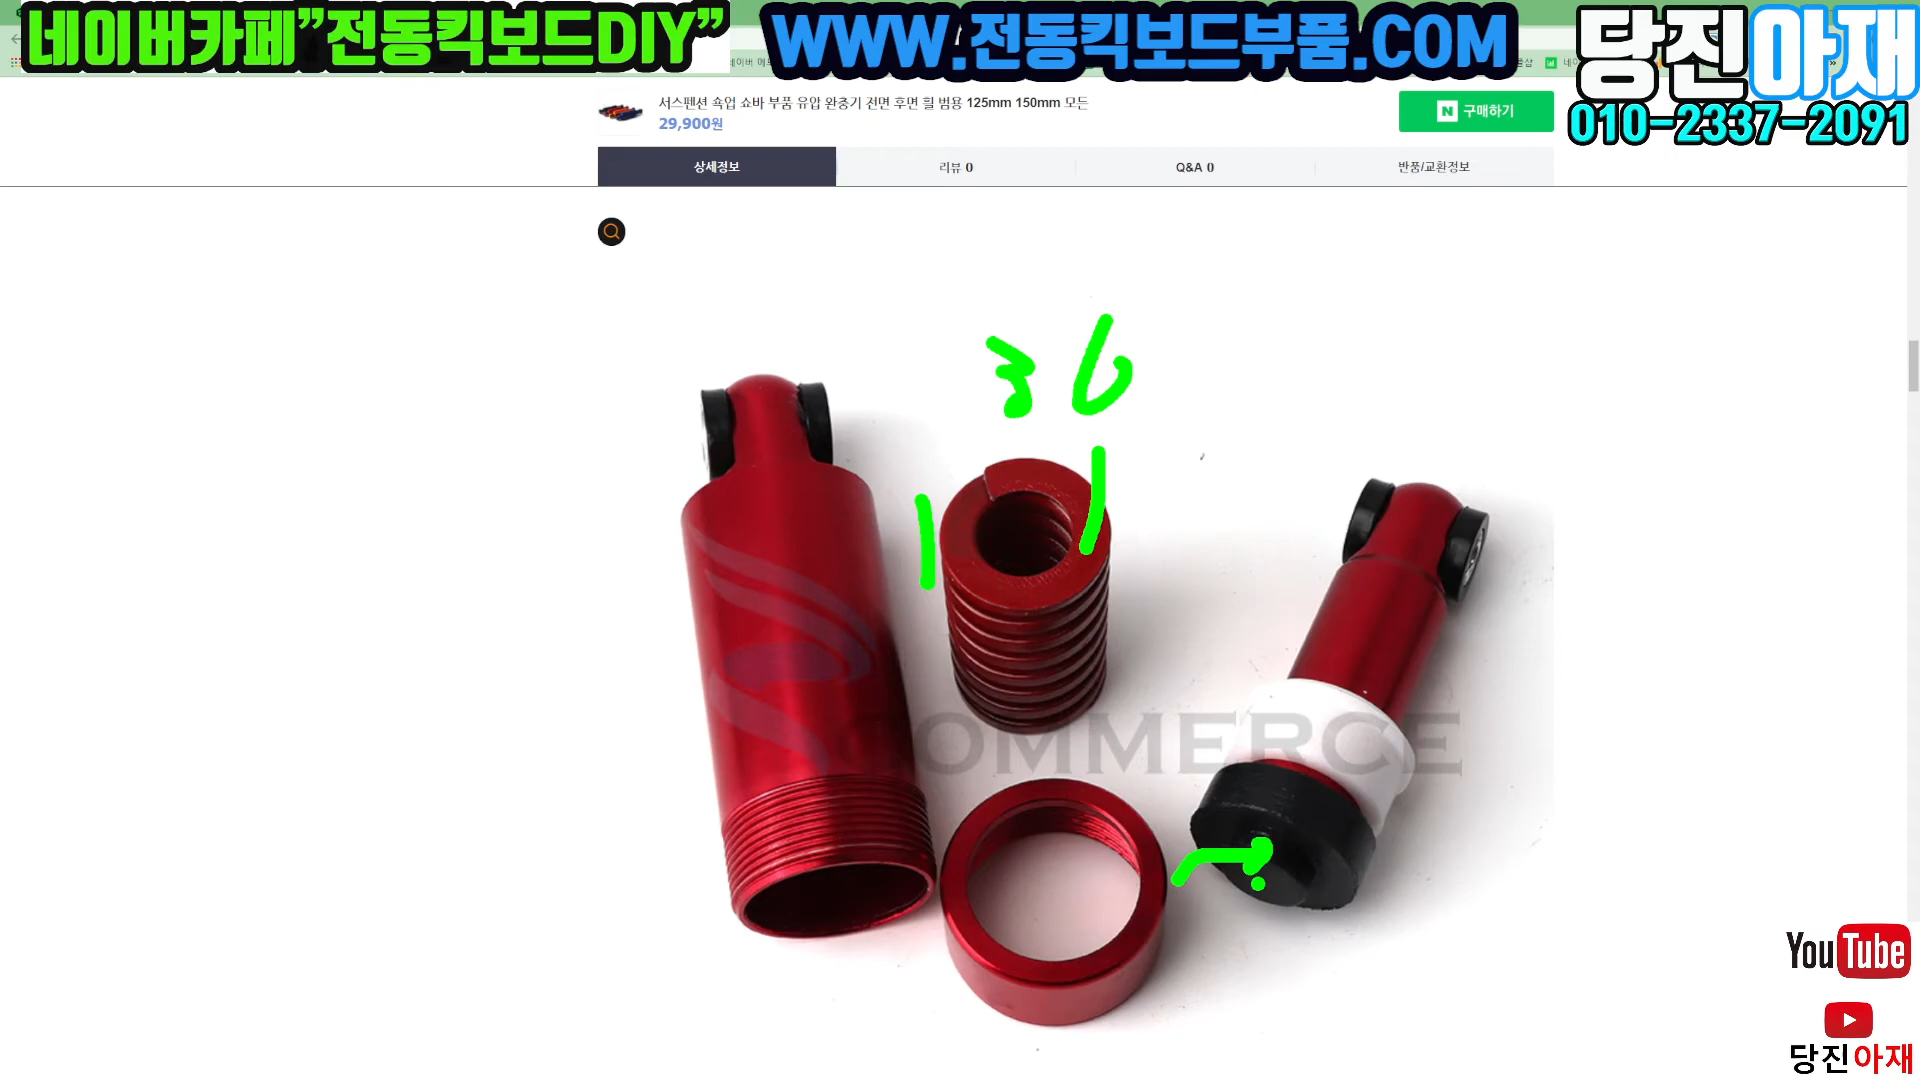 네이버카페”전동킥보드DIY”
WWW.전동킥보드부품.COM
당진아재
010-2337-2091
서스펜션 쇽업 쇼바 부품 유압 완충기 전면 후면 휠 범용 125mm 150mm 모든
29,900원
N 구매하기
상세정보
리뷰 0
Q&A 0
반품/교환정보
36
COMMERCE
YouTube
당진아재